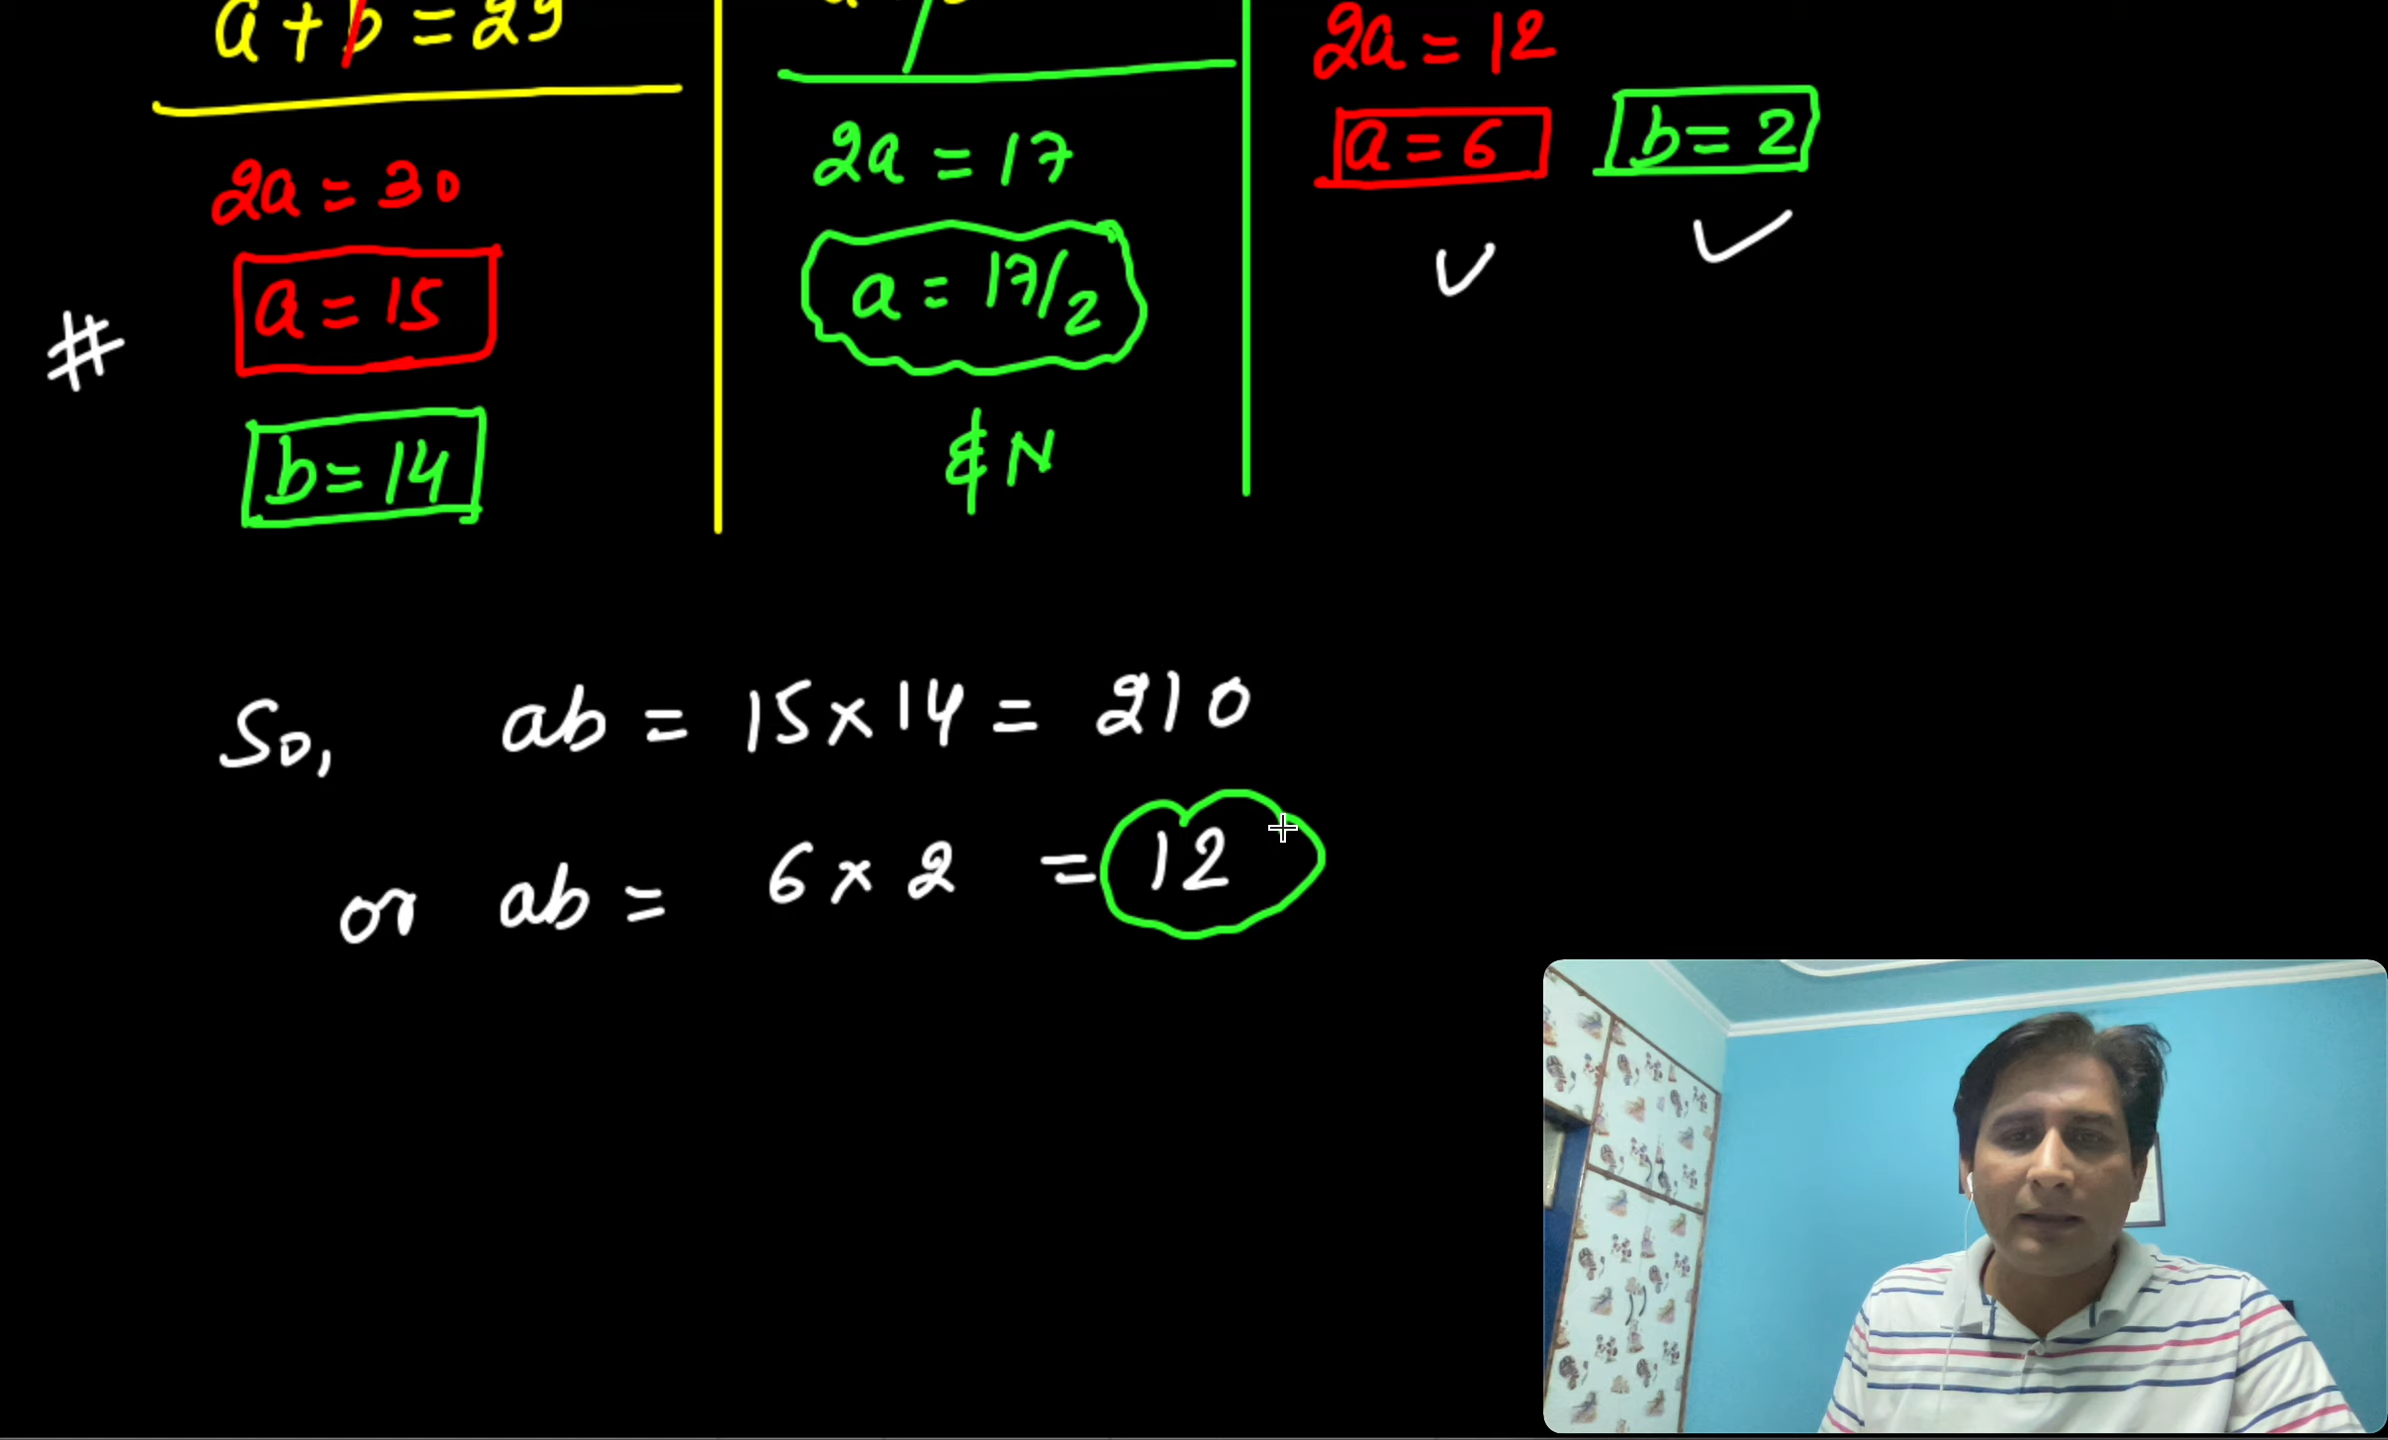 a + b = 29
2a = 30
a = 15
b = 14
2a = 17
a = 17/2
∉ N
2a = 12
a = 6
b = 2
#
So, ab = 15 × 14 = 210
or ab = 6 × 2 = 12